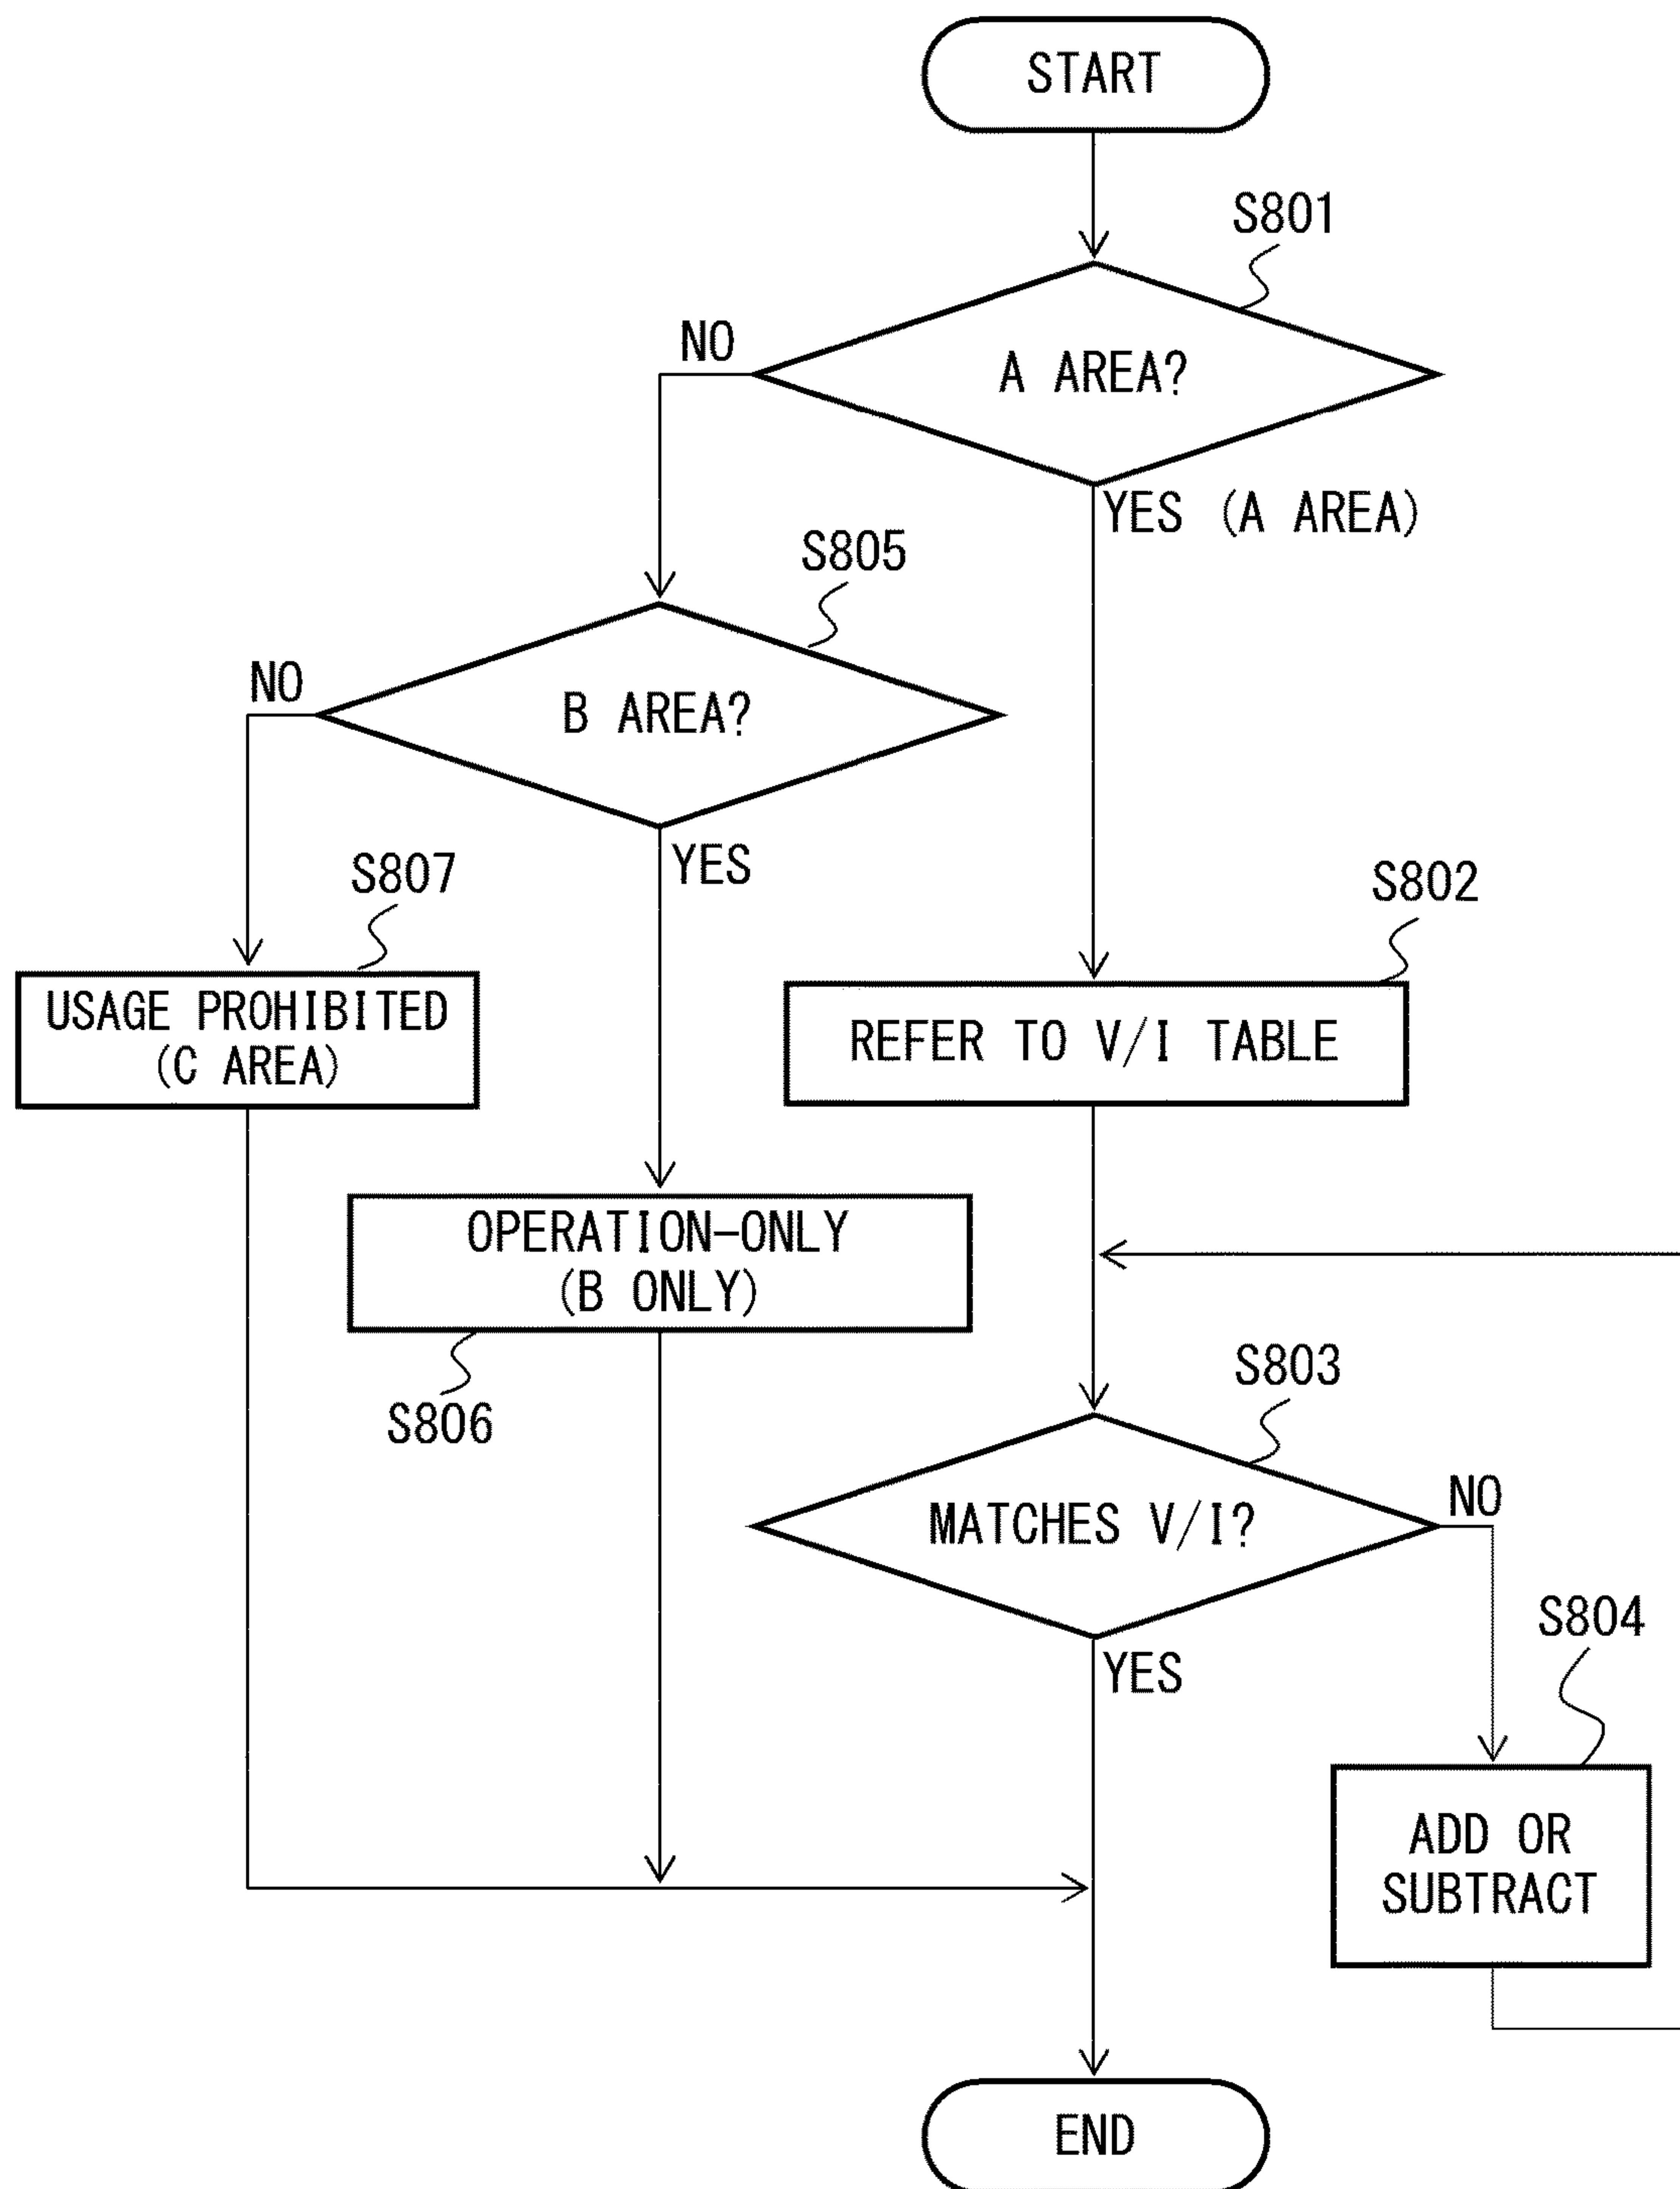 START
S801
NO
A AREA?
YES (A AREA)
S805
NO
B AREA?
YES
S807
S802
USAGE PROHIBITED
(C AREA)
REFER TO V/I TABLE
OPERATION-ONLY
(B ONLY)
S806
S803
MATCHES V/I?
NO
S804
YES
ADD OR
SUBTRACT
END